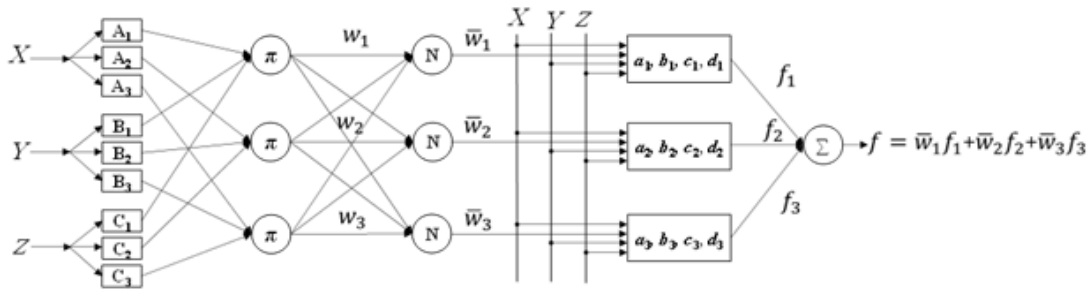 X Y Z
X A₁ A₂ A₃
Y B₁ B₂ B₃
Z C₁ C₂ C₃
π π π
w₁ w₂ w₃
N N N
w̅₁ w̅₂ w̅₃
a₁, b₁, c₁, d₁
a₂, b₂, c₂, d₂
a₃, b₃, c₃, d₃
f₁ f₂ f₃
Σ
f = w̅₁f₁+w̅₂f₂+w̅₃f₃